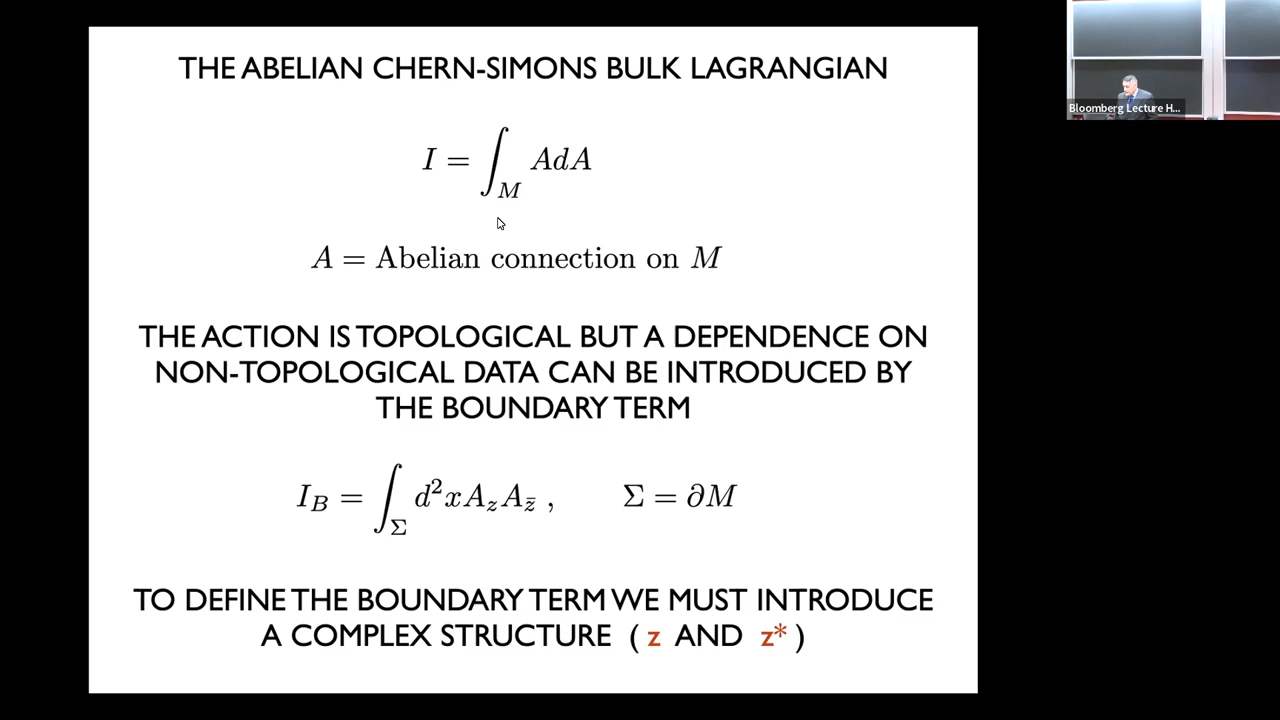 THE ABELIAN CHERN-SIMONS BULK LAGRANGIAN
I = ∫_M AdA
A = Abelian connection on M
THE ACTION IS TOPOLOGICAL BUT A DEPENDENCE ON
NON-TOPOLOGICAL DATA CAN BE INTRODUCED BY
THE BOUNDARY TERM
I_B = ∫_Σ d²x A_z A_z̄ , Σ = ∂M
TO DEFINE THE BOUNDARY TERM WE MUST INTRODUCE
A COMPLEX STRUCTURE ( z AND z* )
Bloomberg Lecture H...